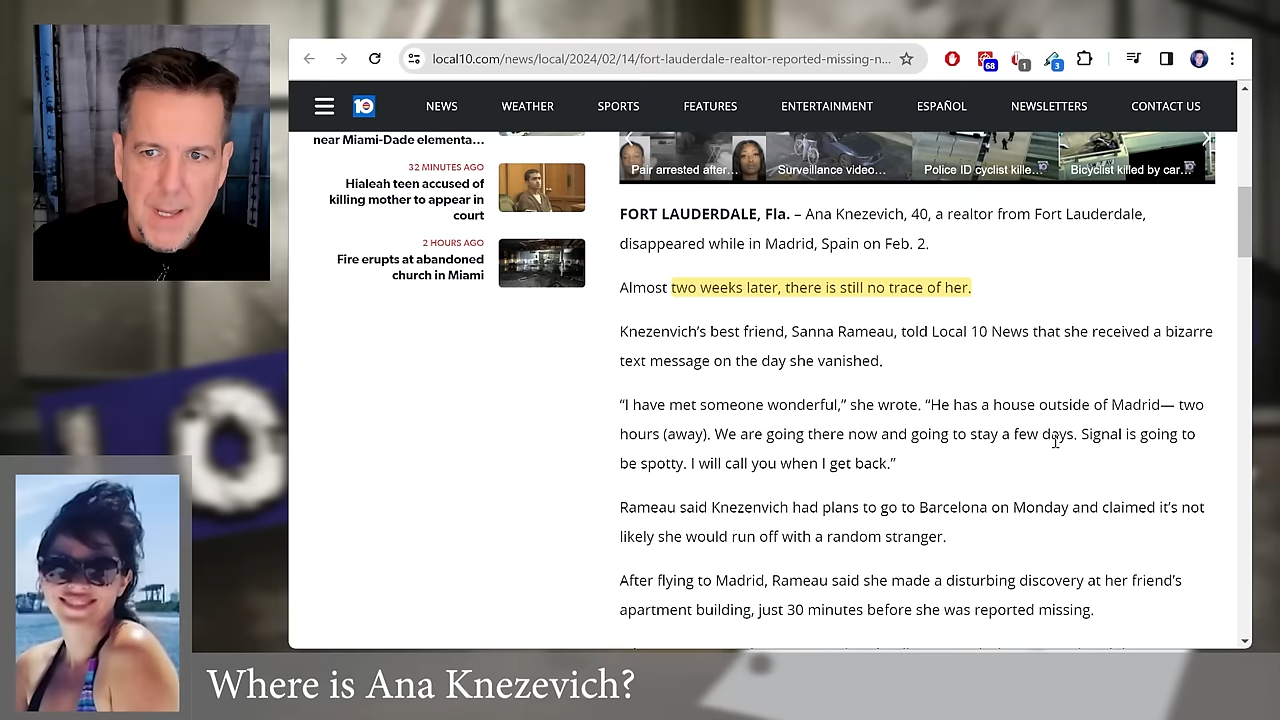 local10.com/news/local/2024/02/14/fort-lauderdale-realtor-reported-missing-n...
68
1
3
10
NEWS
WEATHER
SPORTS
FEATURES
ENTERTAINMENT
ESPAÑOL
NEWSLETTERS
CONTACT US
near Miami-Dade elementa...
32 MINUTES AGO
Hialeah teen accused of
killing mother to appear in
court
2 HOURS AGO
Fire erupts at abandoned
church in Miami
Pair arrested after...
Surveillance video...
Police ID cyclist kille...
Bicyclist killed by car...
FORT LAUDERDALE, Fla. – Ana Knezevich, 40, a realtor from Fort Lauderdale,
disappeared while in Madrid, Spain on Feb. 2.
Almost two weeks later, there is still no trace of her.
Knezenvich’s best friend, Sanna Rameau, told Local 10 News that she received a bizarre
text message on the day she vanished.
“I have met someone wonderful,” she wrote. “He has a house outside of Madrid— two
hours (away). We are going there now and going to stay a few days. Signal is going to
be spotty. I will call you when I get back.”
Rameau said Knezenvich had plans to go to Barcelona on Monday and claimed it’s not
likely she would run off with a random stranger.
After flying to Madrid, Rameau said she made a disturbing discovery at her friend’s
apartment building, just 30 minutes before she was reported missing.
Where is Ana Knezevich?